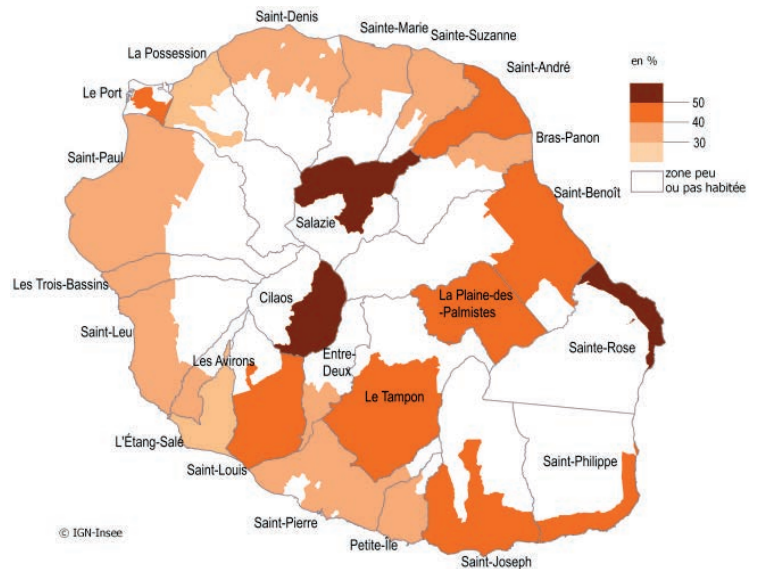 Saint-Denis
Sainte-Marie
Sainte-Suzanne
La Possession
Saint-André
Le Port
Bras-Panon
Saint-Paul
Saint-Benoît
Salazie
Les Trois-Bassins
Cilaos
La Plaine-des
-Palmistes
Saint-Leu
Sainte-Rose
Les Avirons
Entre-
Deux
Le Tampon
L'Étang-Salé
Saint-Louis
Saint-Philippe
Saint-Pierre
Petite-Île
Saint-Joseph
en %
50
40
30
zone peu
ou pas habitée
© IGN-Insee